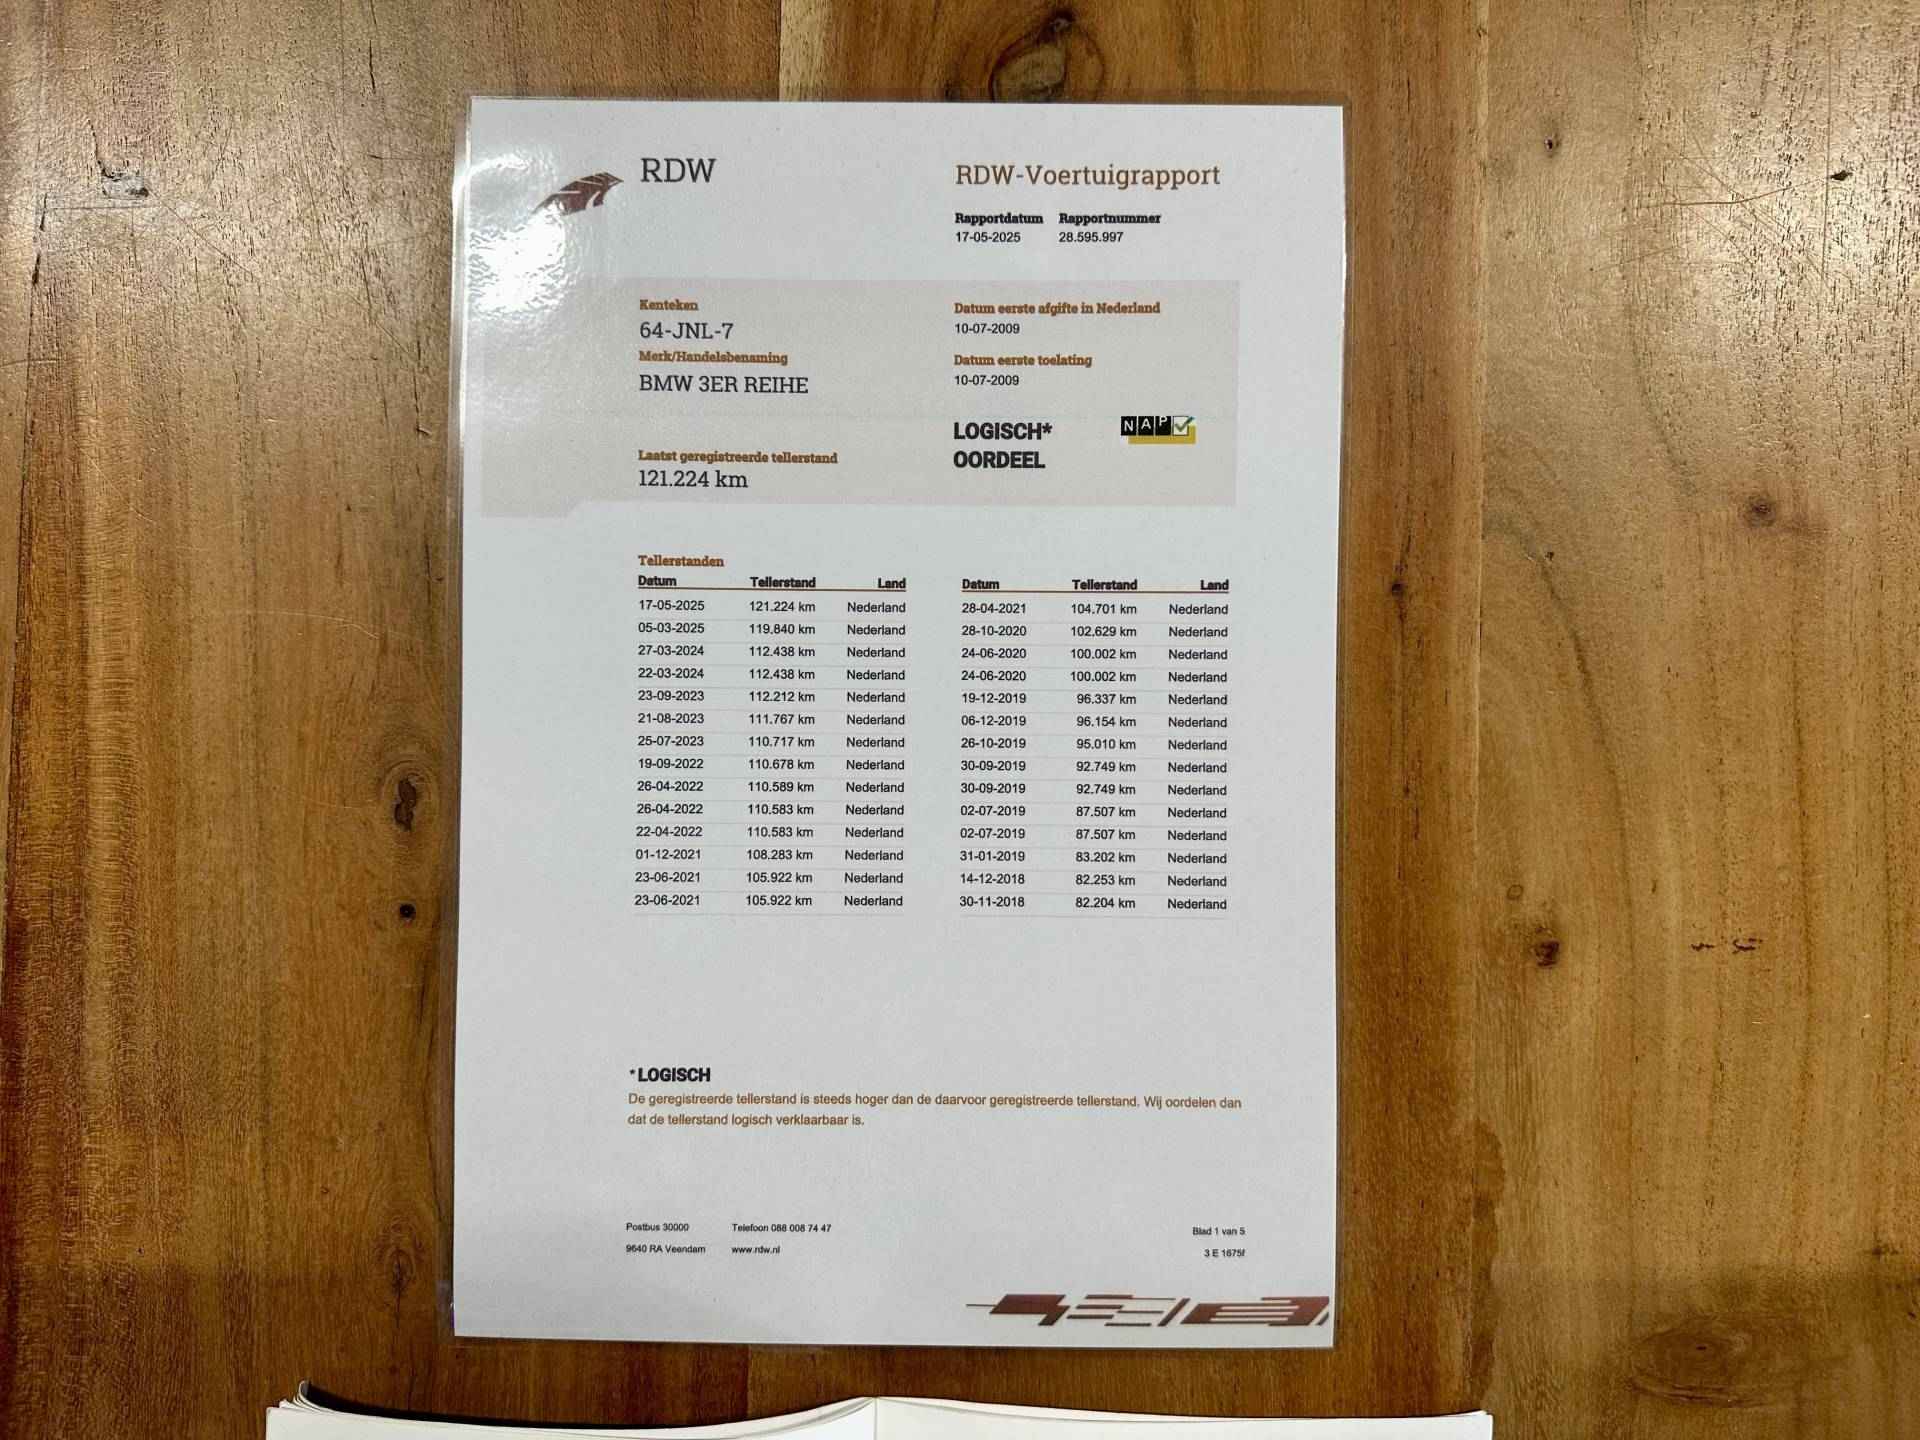 RDW
RDW-Voertuigrapport
Rapportdatum Rapportnummer
17-05-2025 28.595.997
Kenteken
64-JNL-7
Merk/Handelsbenaming
BMW 3ER REIHE
Laatst geregistreerde tellerstand
121.224 km
Datum eerste afgifte in Nederland
10-07-2009
Datum eerste toelating
10-07-2009
LOGISCH*
OORDEEL
NAP
Tellerstanden
Datum Tellerstand Land
17-05-2025 121.224 km Nederland
05-03-2025 119.840 km Nederland
27-03-2024 112.438 km Nederland
22-03-2024 112.438 km Nederland
23-09-2023 112.212 km Nederland
21-08-2023 111.767 km Nederland
25-07-2023 110.717 km Nederland
19-09-2022 110.678 km Nederland
26-04-2022 110.589 km Nederland
26-04-2022 110.583 km Nederland
22-04-2022 110.583 km Nederland
01-12-2021 108.283 km Nederland
23-06-2021 105.922 km Nederland
23-06-2021 105.922 km Nederland
Datum Tellerstand Land
28-04-2021 104.701 km Nederland
28-10-2020 102.629 km Nederland
24-06-2020 100.002 km Nederland
24-06-2020 100.002 km Nederland
19-12-2019 96.337 km Nederland
06-12-2019 96.154 km Nederland
26-10-2019 95.010 km Nederland
30-09-2019 92.749 km Nederland
30-09-2019 92.749 km Nederland
02-07-2019 87.507 km Nederland
02-07-2019 87.507 km Nederland
31-01-2019 83.202 km Nederland
14-12-2018 82.253 km Nederland
30-11-2018 82.204 km Nederland
*LOGISCH
De geregistreerde tellerstand is steeds hoger dan de daarvoor geregistreerde tellerstand. Wij oordelen dan
dat de tellerstand logisch verklaarbaar is.
Postbus 30000 Telefoon 088 008 74 47
9640 RA Veendam www.rdw.nl
Blad 1 van 5
3 E 1675f